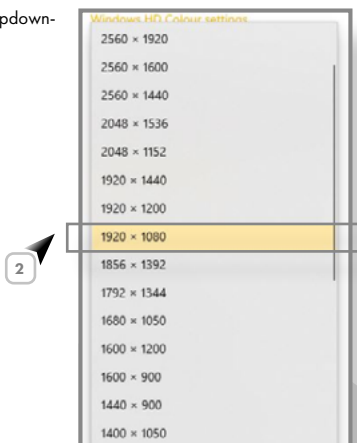 pdown-
Windows HD Colour settings
2560 × 1920
2560 × 1600
2560 × 1440
2048 × 1536
2048 × 1152
1920 × 1440
1920 × 1200
1920 × 1080
2
1856 × 1392
1792 × 1344
1680 × 1050
1600 × 1200
1600 × 900
1440 × 900
1400 × 1050